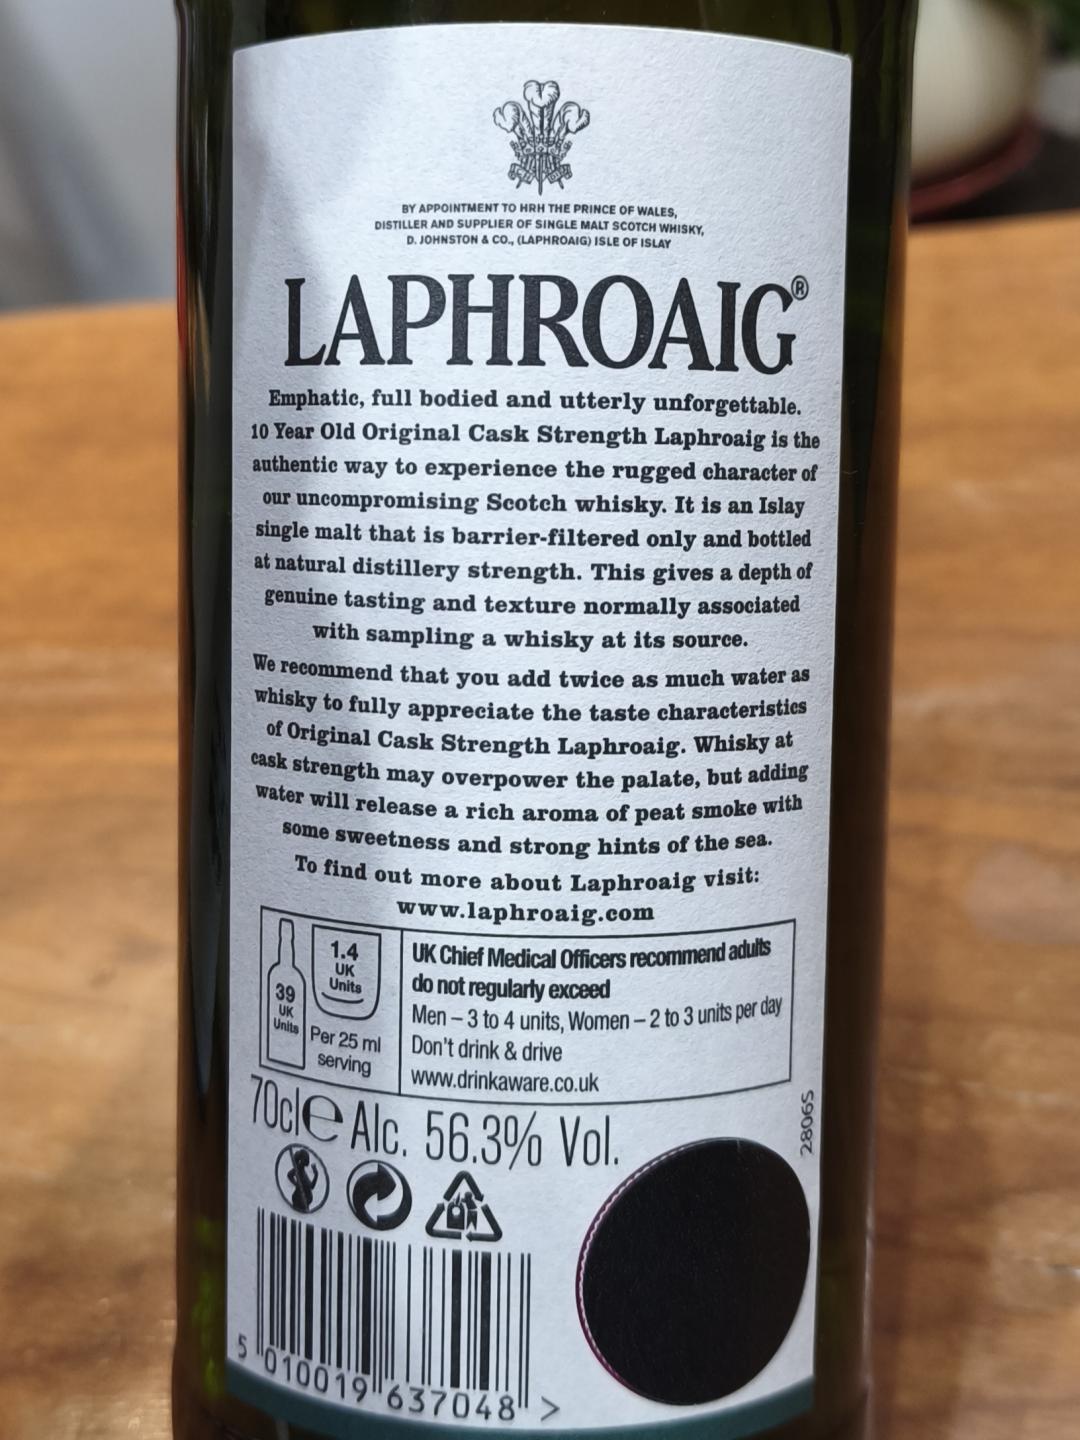 BY APPOINTMENT TO HRH THE PRINCE OF WALES,
DISTILLER AND SUPPLIER OF SINGLE MALT SCOTCH WHISKY,
D. JOHNSTON & CO., (LAPHROAIG) ISLE OF ISLAY
LAPHROAIG®
Emphatic, full bodied and utterly unforgettable.
10 Year Old Original Cask Strength Laphroaig is the
authentic way to experience the rugged character of
our uncompromising Scotch whisky. It is an Islay
single malt that is barrier-filtered only and bottled
at natural distillery strength. This gives a depth of
genuine tasting and texture normally associated
with sampling a whisky at its source.
We recommend that you add twice as much water as
whisky to fully appreciate the taste characteristics
of Original Cask Strength Laphroaig. Whisky at
cask strength may overpower the palate, but adding
water will release a rich aroma of peat smoke with
some sweetness and strong hints of the sea.
To find out more about Laphroaig visit:
www.laphroaig.com
39
UK
Units
1.4
UK
Units
Per 25 ml
serving
UK Chief Medical Officers recommend adults
do not regularly exceed
Men – 3 to 4 units, Women – 2 to 3 units per day
Don't drink & drive
www.drinkaware.co.uk
70cl e Alc. 56.3% Vol.
2806S
5 010019 637048 >